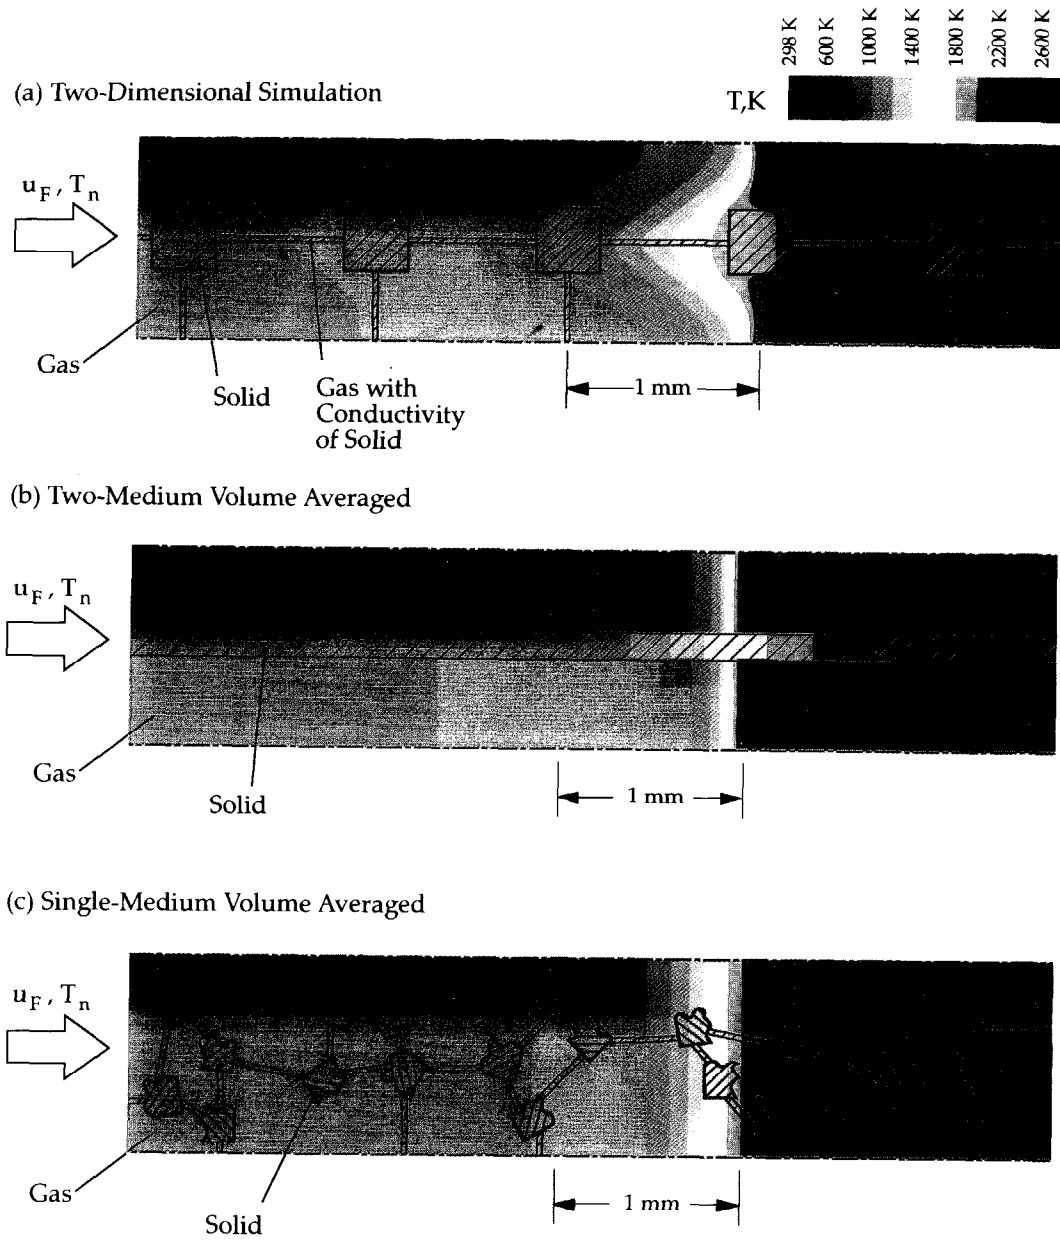 298 K
600 K
1000 K
1400 K
1800 K
2200 K
2600 K
T,K
(a) Two-Dimensional Simulation
u_F, T_n
Gas
Solid
Gas with
Conductivity
of Solid
1 mm
(b) Two-Medium Volume Averaged
u_F, T_n
Gas
Solid
1 mm
(c) Single-Medium Volume Averaged
u_F, T_n
Gas
Solid
1 mm